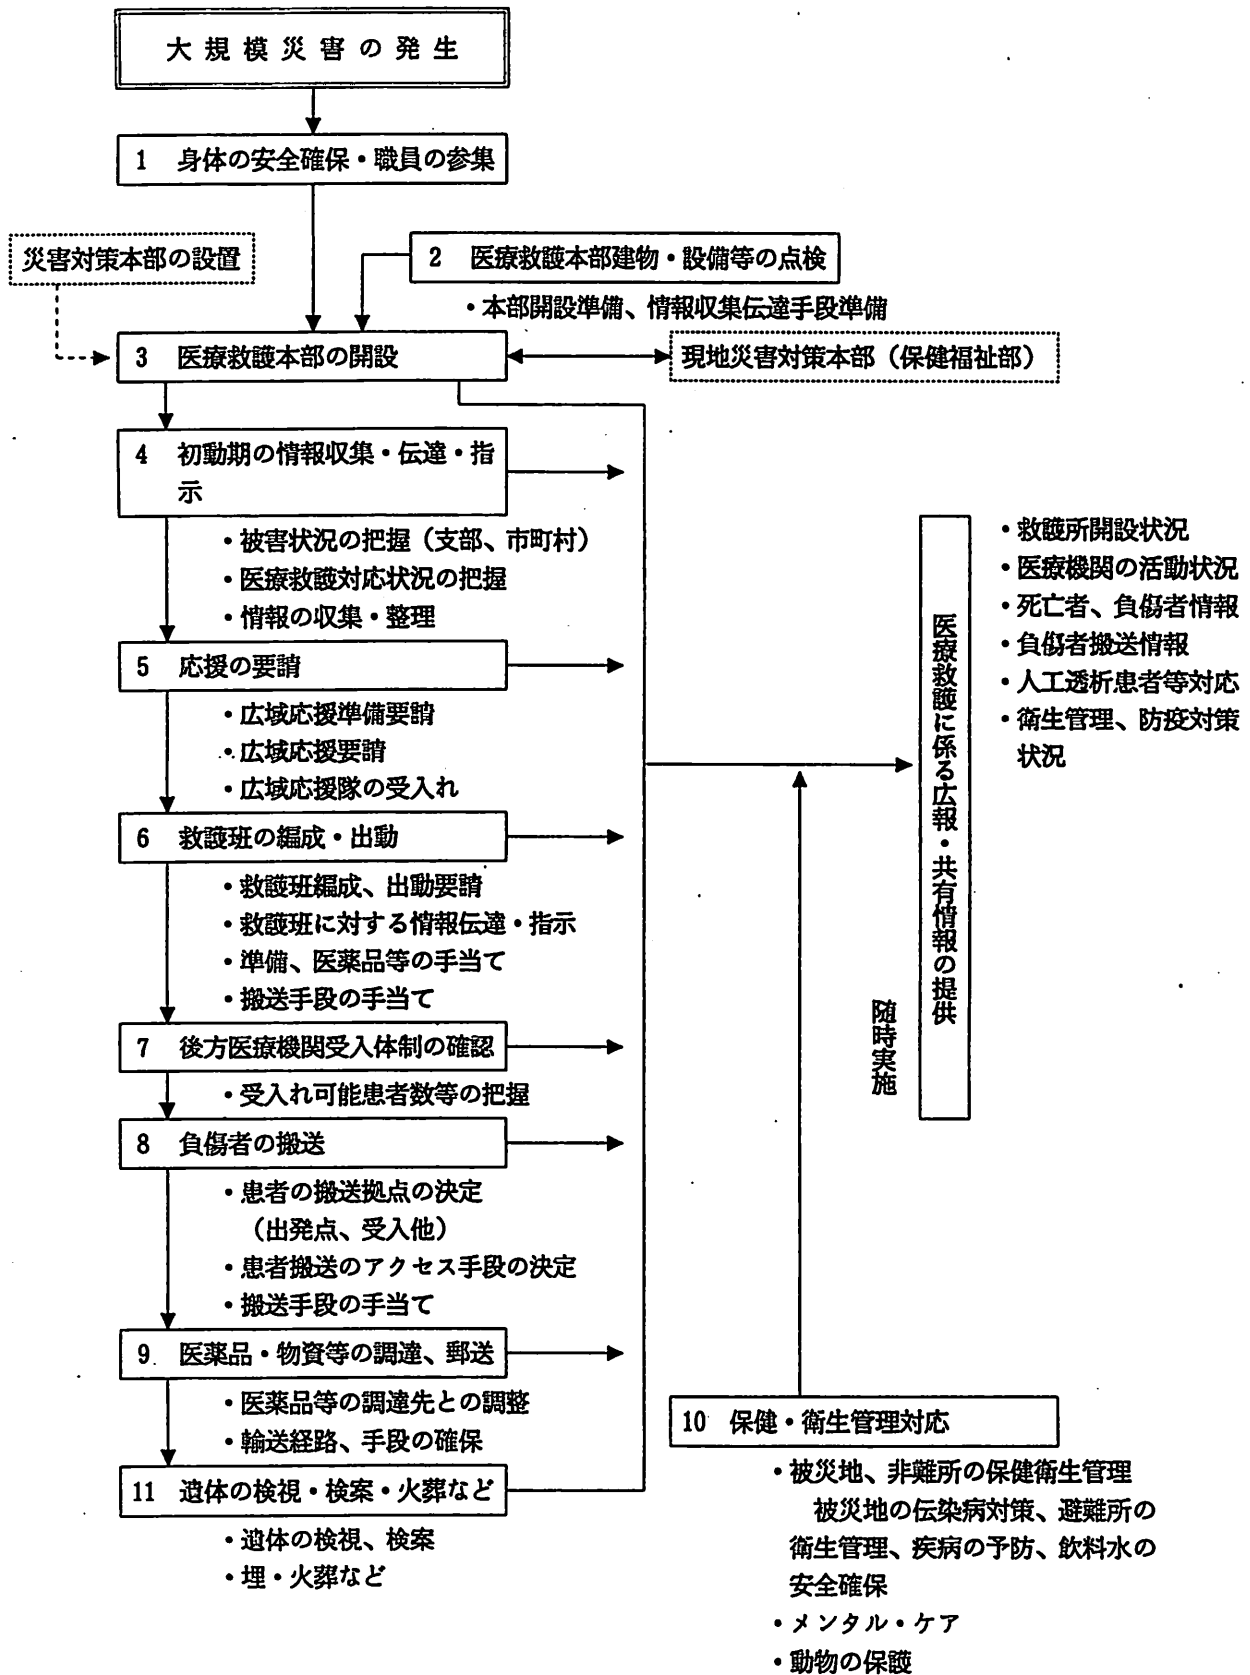 大規模災害の発生
1 身体の安全確保・職員の参集
災害対策本部の設置
2 医療救護本部建物・設備等の点検
・本部開設準備、情報収集伝達手段準備
3 医療救護本部の開設
現地災害対策本部（保健福祉部）
4 初動期の情報収集・伝達・指
示
・被害状況の把握（支部、市町村）
・医療救護対応状況の把握
・情報の収集・整理
5 応援の要請
・広域応援準備要請
・広域応援要請
・広域応援隊の受入れ
6 救護班の編成・出動
・救護班編成、出動要請
・救護班に対する情報伝達・指示
・準備、医薬品等の手当て
・搬送手段の手当て
7 後方医療機関受入体制の確認
・受入れ可能患者数等の把握
8 負傷者の搬送
・患者の搬送拠点の決定
（出発点、受入他）
・患者搬送のアクセス手段の決定
・搬送手段の手当て
9 医薬品・物資等の調達、郵送
・医薬品等の調達先との調整
・輸送経路、手段の確保
11 遺体の検視・検案・火葬など
・遺体の検視、検案
・埋・火葬など
医療救護に係る広報・共有情報の提供
随時実施
・救護所開設状況
・医療機関の活動状況
・死亡者、負傷者情報
・負傷者搬送情報
・人工透析患者等対応
・衛生管理、防疫対策
状況
10 保健・衛生管理対応
・被災地、非難所の保健衛生管理
被災地の伝染病対策、避難所の
衛生管理、疾病の予防、飲料水の
安全確保
・メンタル・ケア
・動物の保護